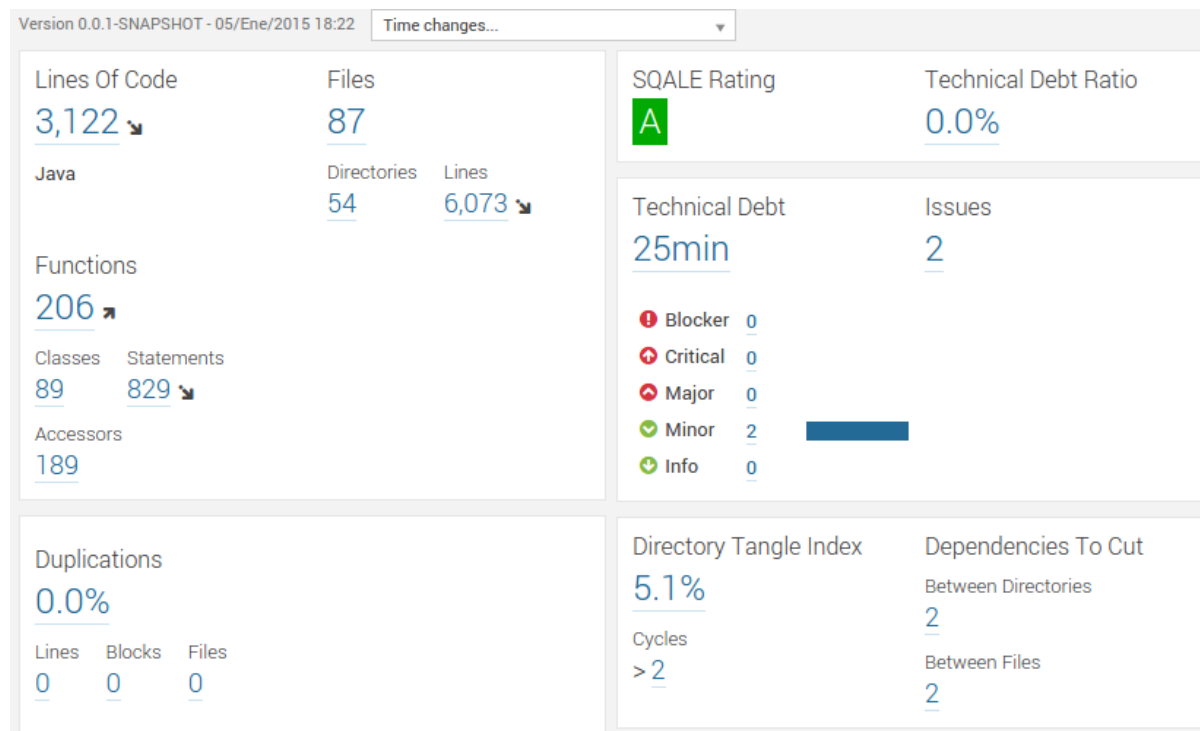 Version 0.0.1-SNAPSHOT - 05/Ene/2015 18:22 Time changes...
Lines Of Code Files
3,122 87
Java
Directories Lines
54 6,073
Functions
206
Classes Statements
89 829
Accessors
189
Duplications
0.0%
Lines Blocks Files
0 0 0
SQALE Rating Technical Debt Ratio
A 0.0%
Technical Debt Issues
25min 2
Blocker 0
Critical 0
Major 0
Minor 2
Info 0
Directory Tangle Index Dependencies To Cut
5.1% Between Directories
2
Cycles
> 2
Between Files
2